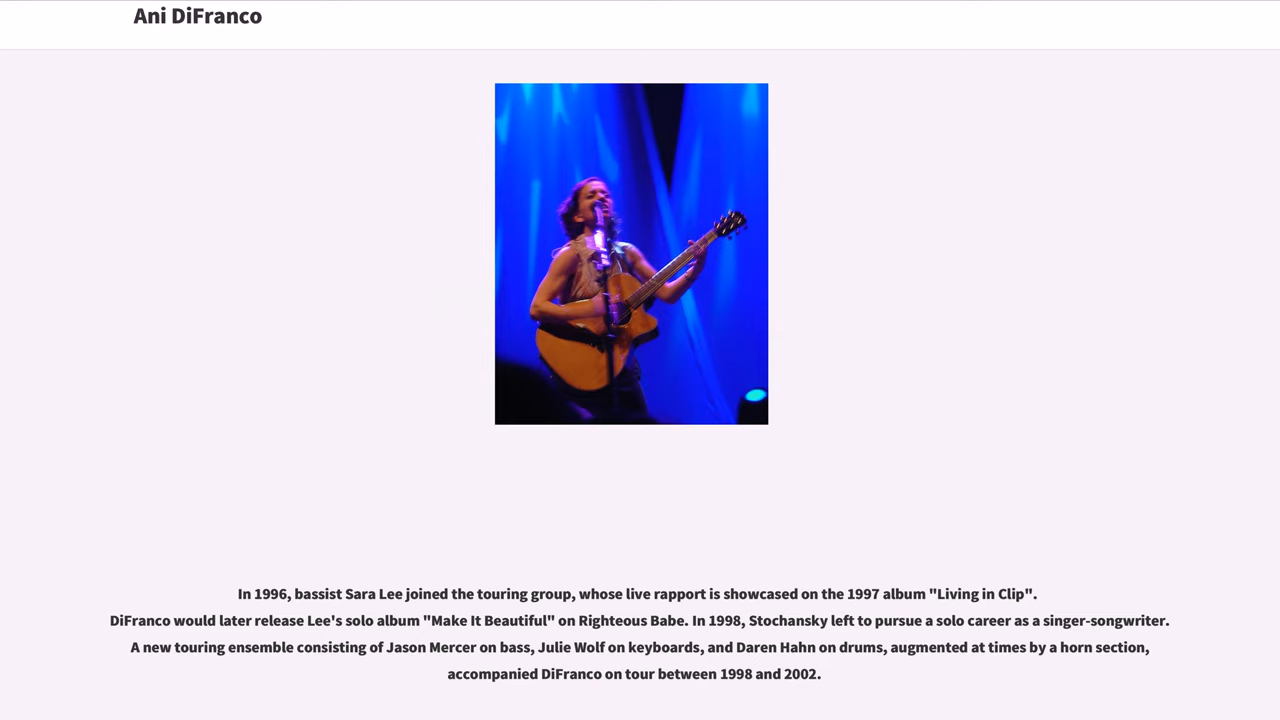 Ani DiFranco
In 1996, bassist Sara Lee joined the touring group, whose live rapport is showcased on the 1997 album "Living in Clip".
DiFranco would later release Lee's solo album "Make It Beautiful" on Righteous Babe. In 1998, Stochansky left to pursue a solo career as a singer-songwriter.
A new touring ensemble consisting of Jason Mercer on bass, Julie Wolf on keyboards, and Daren Hahn on drums, augmented at times by a horn section,
accompanied DiFranco on tour between 1998 and 2002.